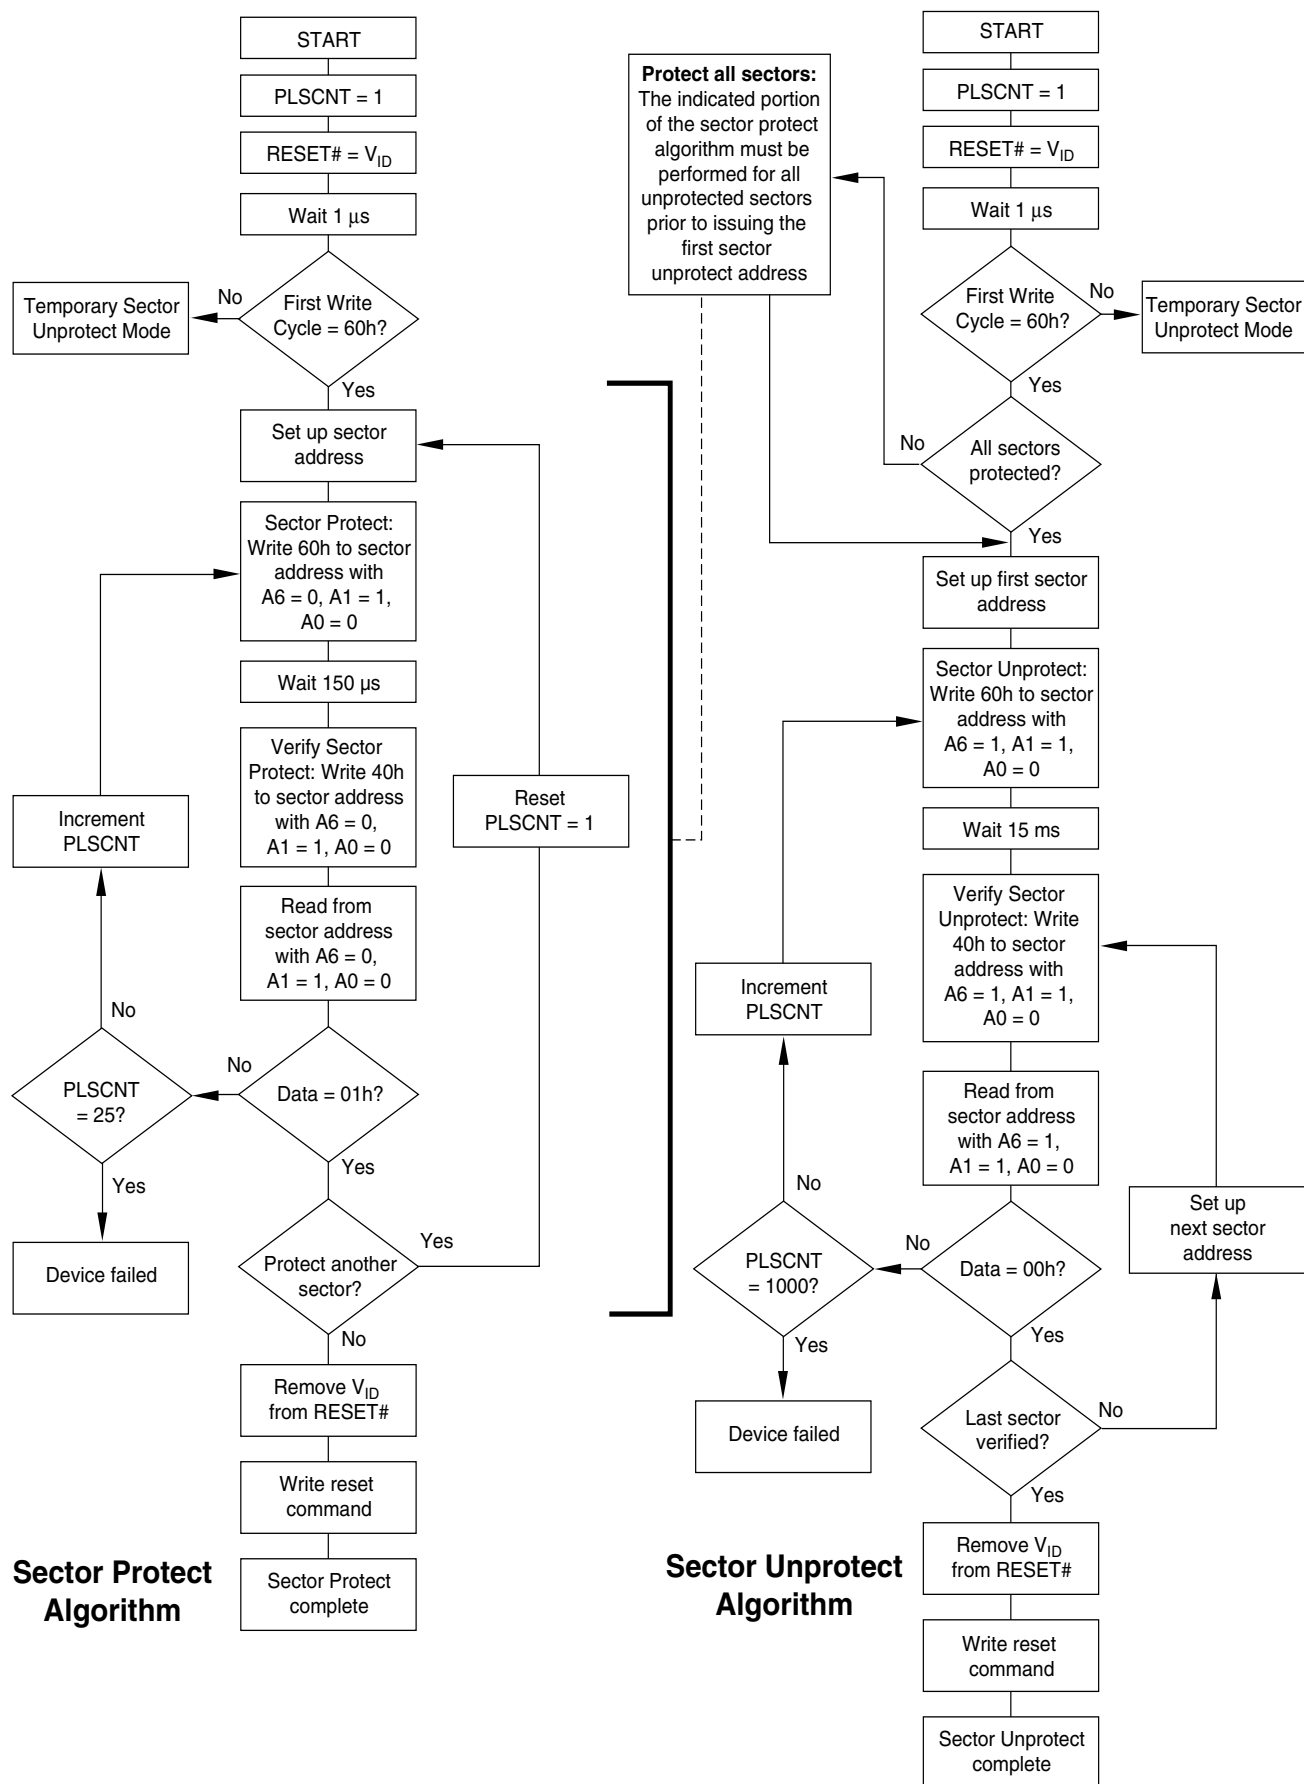 START
PLSCNT = 1
RESET# = VID
Wait 1 μs
First Write
Cycle = 60h?
No
Temporary Sector
Unprotect Mode
Yes
Set up sector
address
Sector Protect:
Write 60h to sector
address with
A6 = 0, A1 = 1,
A0 = 0
Wait 150 µs
Verify Sector
Protect: Write 40h
to sector address
with A6 = 0,
A1 = 1, A0 = 0
Reset
PLSCNT = 1
Increment
PLSCNT
Read from
sector address
with A6 = 0,
A1 = 1, A0 = 0
No
No
Data = 01h?
PLSCNT
= 25?
Yes
Yes
Device failed
Protect another
sector?
Yes
No
Remove VID
from RESET#
Write reset
command
Sector Protect
complete
Sector Protect
Algorithm
Protect all sectors:
The indicated portion
of the sector protect
algorithm must be
performed for all
unprotected sectors
prior to issuing the
first sector
unprotect address
START
PLSCNT = 1
RESET# = VID
Wait 1 μs
First Write
Cycle = 60h?
No
Temporary Sector
Unprotect Mode
Yes
No
All sectors
protected?
Yes
Set up first sector
address
Sector Unprotect:
Write 60h to sector
address with
A6 = 1, A1 = 1,
A0 = 0
Wait 15 ms
Verify Sector
Unprotect: Write
40h to sector
address with
A6 = 1, A1 = 1,
A0 = 0
Increment
PLSCNT
Read from
sector address
with A6 = 1,
A1 = 1, A0 = 0
No
No
Data = 00h?
PLSCNT
= 1000?
Set up
next sector
address
Yes
Yes
Device failed
Last sector
verified?
No
Yes
Remove VID
from RESET#
Write reset
command
Sector Unprotect
complete
Sector Unprotect
Algorithm